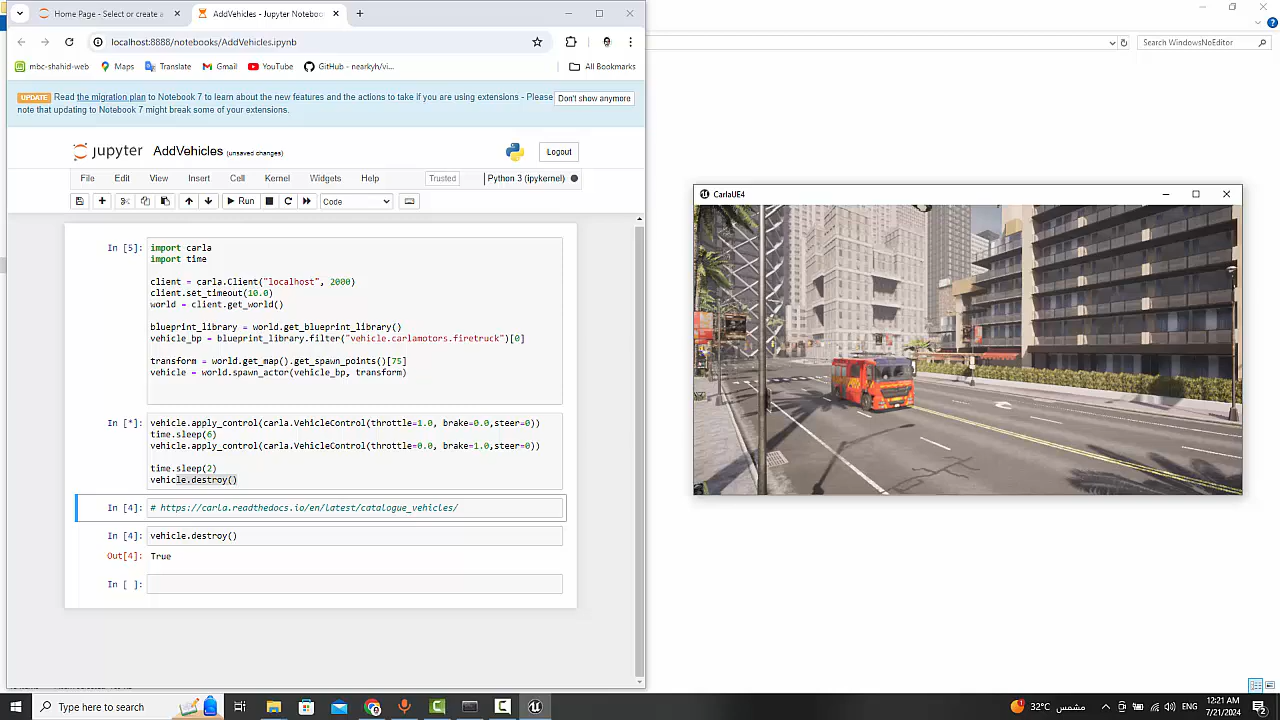 Home Page - Select or create a
AddVehicles - Jupyter Notebook
localhost:8888/notebooks/AddVehicles.ipynb
mbc-shahid-web
Maps
Translate
Gmail
YouTube
GitHub - nearkyh/vi...
All Bookmarks
Search WindowsNoEditor
UPDATE Read the migration plan to Notebook 7 to learn about the new features and the actions to take if you are using extensions - Please
note that updating to Notebook 7 might break some of your extensions.
Don't show anymore
jupyter AddVehicles (unsaved changes)
Logout
File Edit View Insert Cell Kernel Widgets Help
Trusted
Python 3 (ipykernel)
Run
Code
In [5]:
import carla
import time
client = carla.Client("localhost", 2000)
client.set_timeout(10.0)
world = client.get_world()
blueprint_library = world.get_blueprint_library()
vehicle_bp = blueprint_library.filter("vehicle.carlamotors.firetruck")[0]
transform = world.get_map().get_spawn_points()[75]
vehicle = world.spawn_actor(vehicle_bp, transform)
In [*]:
vehicle.apply_control(carla.VehicleControl(throttle=1.0, brake=0.0,steer=0))
time.sleep(6)
vehicle.apply_control(carla.VehicleControl(throttle=0.0, brake=1.0,steer=0))
time.sleep(2)
vehicle.destroy()
In [4]:
# https://carla.readthedocs.io/en/latest/catalogue_vehicles/
In [4]:
vehicle.destroy()
Out[4]:
True
In [ ]:
CarlaUE4
Type here to search
32°C مشمس
12:21 AM
7/21/2024